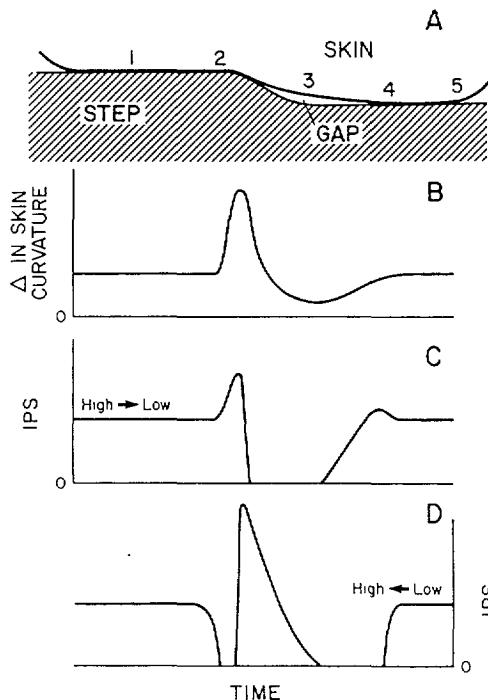 A
SKIN
1 2 3 4 5
STEP
GAP
B
Δ IN SKIN
CURVATURE
0
C
High → Low
IPS
0
D
High ← Low
IPS
0
TIME